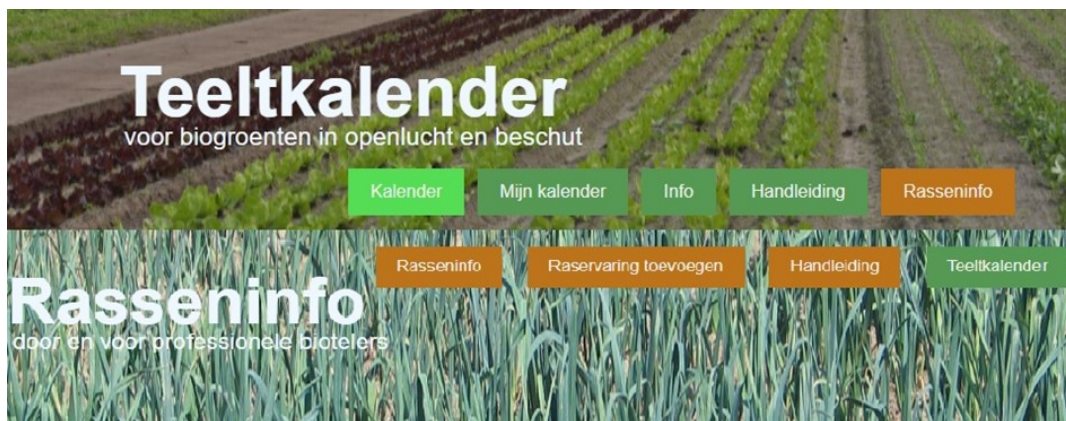 Teeltkalender
voor biogroenten in openlucht en beschut
Kalender Mijn kalender Info Handleiding Rasseninfo
Rasseninfo Raservaring toevoegen Handleiding Teeltkalender
Rasseninfo
door en voor professionele biotelers